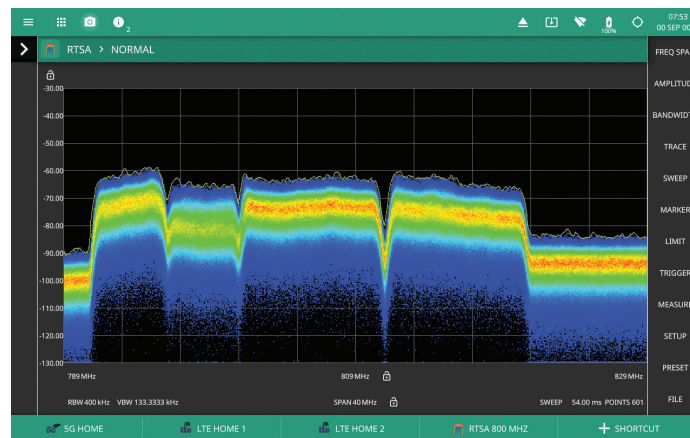 2
100%
07:53
00 SEP 00
RTSA > NORMAL
FREQ SPA
AMPLITUD
BANDWIDT
TRACE
SWEEP
MARKER
LIMIT
TRIGGER
MEASURE
SETUP
PRESET
FILE
-30.00
-40.00
-50.00
-60.00
-70.00
-80.00
-90.00
-100.00
-110.00
-120.00
-130.00
789 MHz
809 MHz
829 MHz
RBW 400 kHz VBW 133.3333 kHz
SPAN 40 MHz
SWEEP 54.00 ms POINTS 601
5G 5G HOME
lte LTE HOME 1
lte LTE HOME 2
RTSA 800 MHZ
+ SHORTCUT